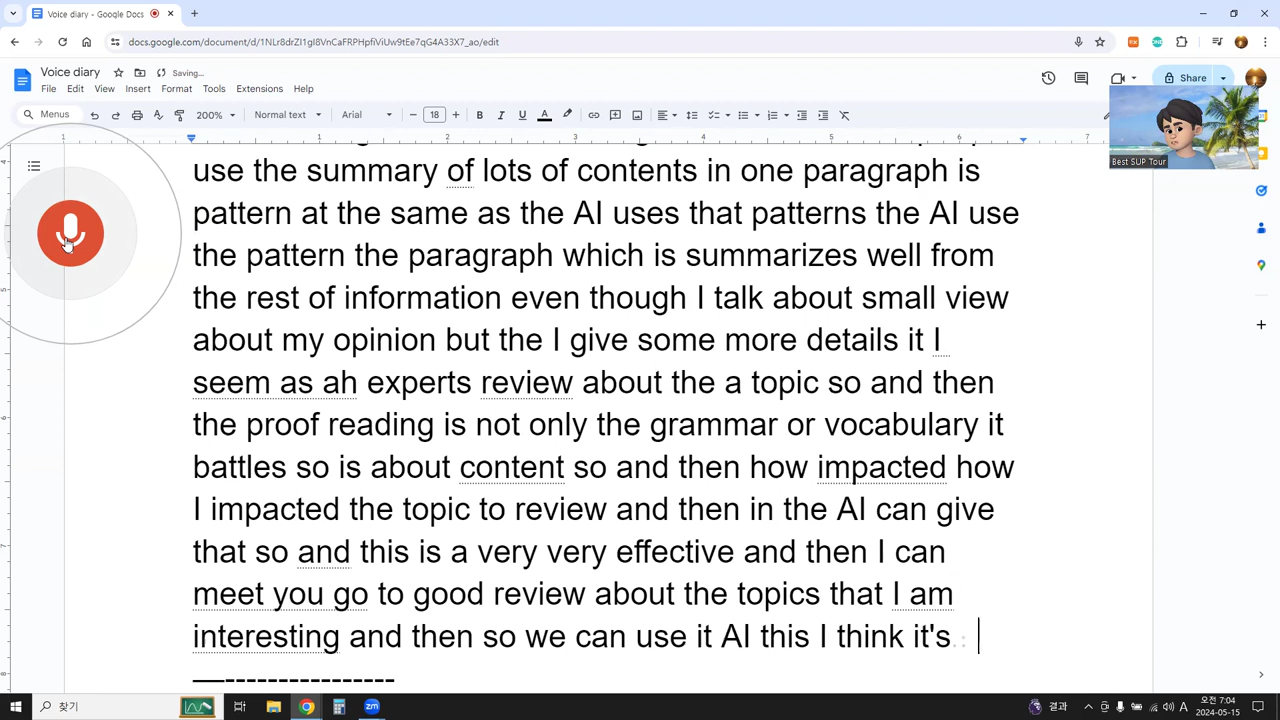 Voice diary - Google Docs
docs.google.com/document/d/1NLr8drZI1gI8VnCaFRPHpfiViUw9tEe7qG4A33X7_ao/edit
Voice diary
Saving...
File Edit View Insert Format Tools Extensions Help
Share
Menus 200% Normal text Arial 18
1 1 2 3 4 5 6 7
Best SUP Tour
use the summary of lots of contents in one paragraph is
pattern at the same as the AI uses that patterns the AI use
the pattern the paragraph which is summarizes well from
the rest of information even though I talk about small view
about my opinion but the I give some more details it I
seem as ah experts review about the a topic so and then
the proof reading is not only the grammar or vocabulary it
battles so is about content so and then how impacted how
I impacted the topic to review and then in the AI can give
that so and this is a very very effective and then I can
meet you go to good review about the topics that I am
interesting and then so we can use it AI this I think it's
찾기
결과
A
오전 7:04
2024-05-15